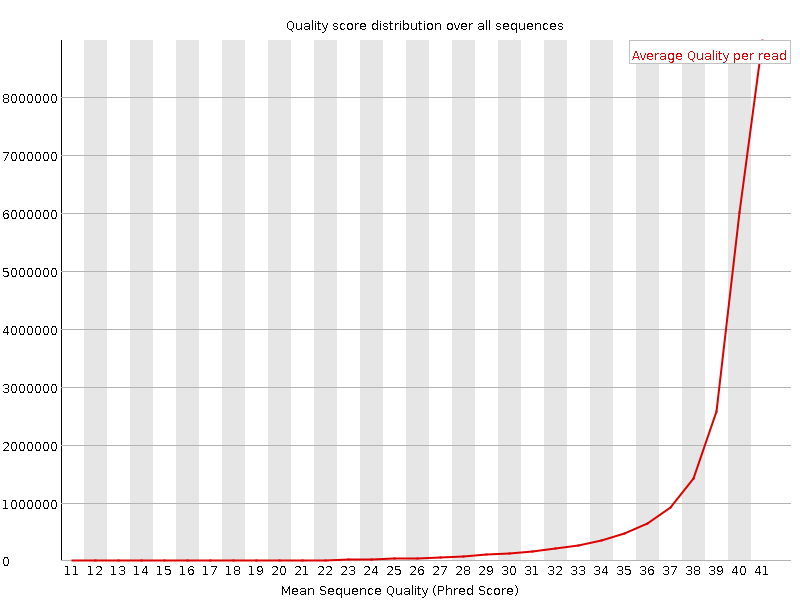 Quality score distribution over all sequences
Average Quality per read
8000000
7000000
6000000
5000000
4000000
3000000
2000000
1000000
0
11 12 13 14 15 16 17 18 19 20 21 22 23 24 25 26 27 28 29 30 31 32 33 34 35 36 37 38 39 40 41
Mean Sequence Quality (Phred Score)